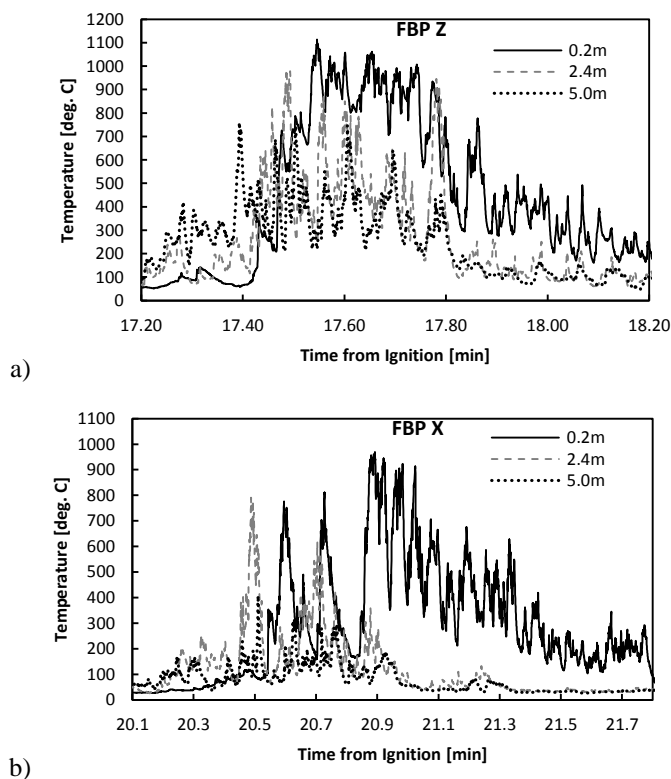 FBP Z
1200
1100
1000
900
800
700
600
500
400
300
200
100
0
Temperature [deg. C]
0.2m
2.4m
5.0m
17.20 17.40 17.60 17.80 18.00 18.20
Time from Ignition [min]
a)
FBP X
1100
1000
900
800
700
600
500
400
300
200
100
0
Temperature [deg. C]
0.2m
2.4m
5.0m
20.1 20.3 20.5 20.7 20.9 21.1 21.3 21.5 21.7
Time from Ignition [min]
b)